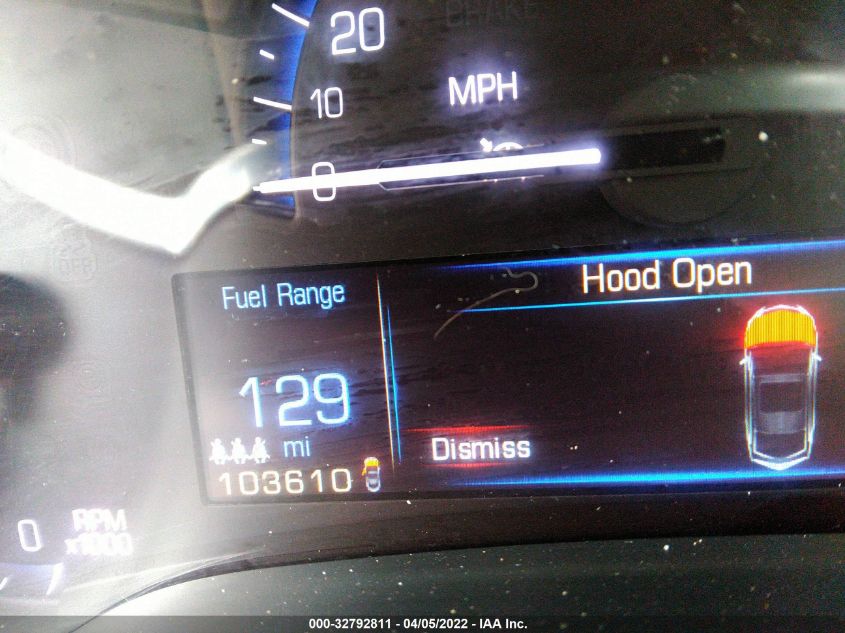 BRAKE
20
10
MPH
0
Fuel Range
Hood Open
129
mi
Dismiss
103610
0
RPM
x1000
000-32792811 - 04/05/2022 - IAA Inc.